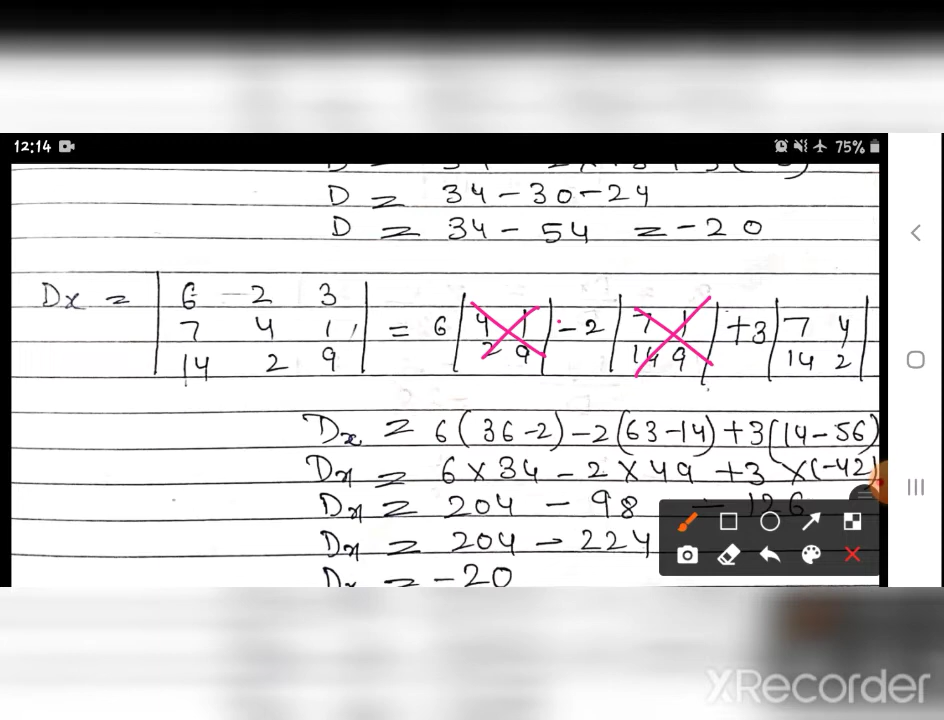 12:14 75%
D = 34 - 30 - 24
D = 34 - 54 = -20
Dx = | 6 2 3 | = 6 | 4 1 | - 2 | 7 1 | + 3 | 7 4 |
| 7 4 1 | | 2 9 | | 14 9 | | 14 2 |
| 14 2 9 |
Dx = 6(36-2) - 2(63-14) + 3(14-56)
Dx = 6 × 34 - 2 × 49 + 3 × (-42)
Dx = 204 - 98 - 126
Dx = 204 - 224
Dx = -20
XRecorder